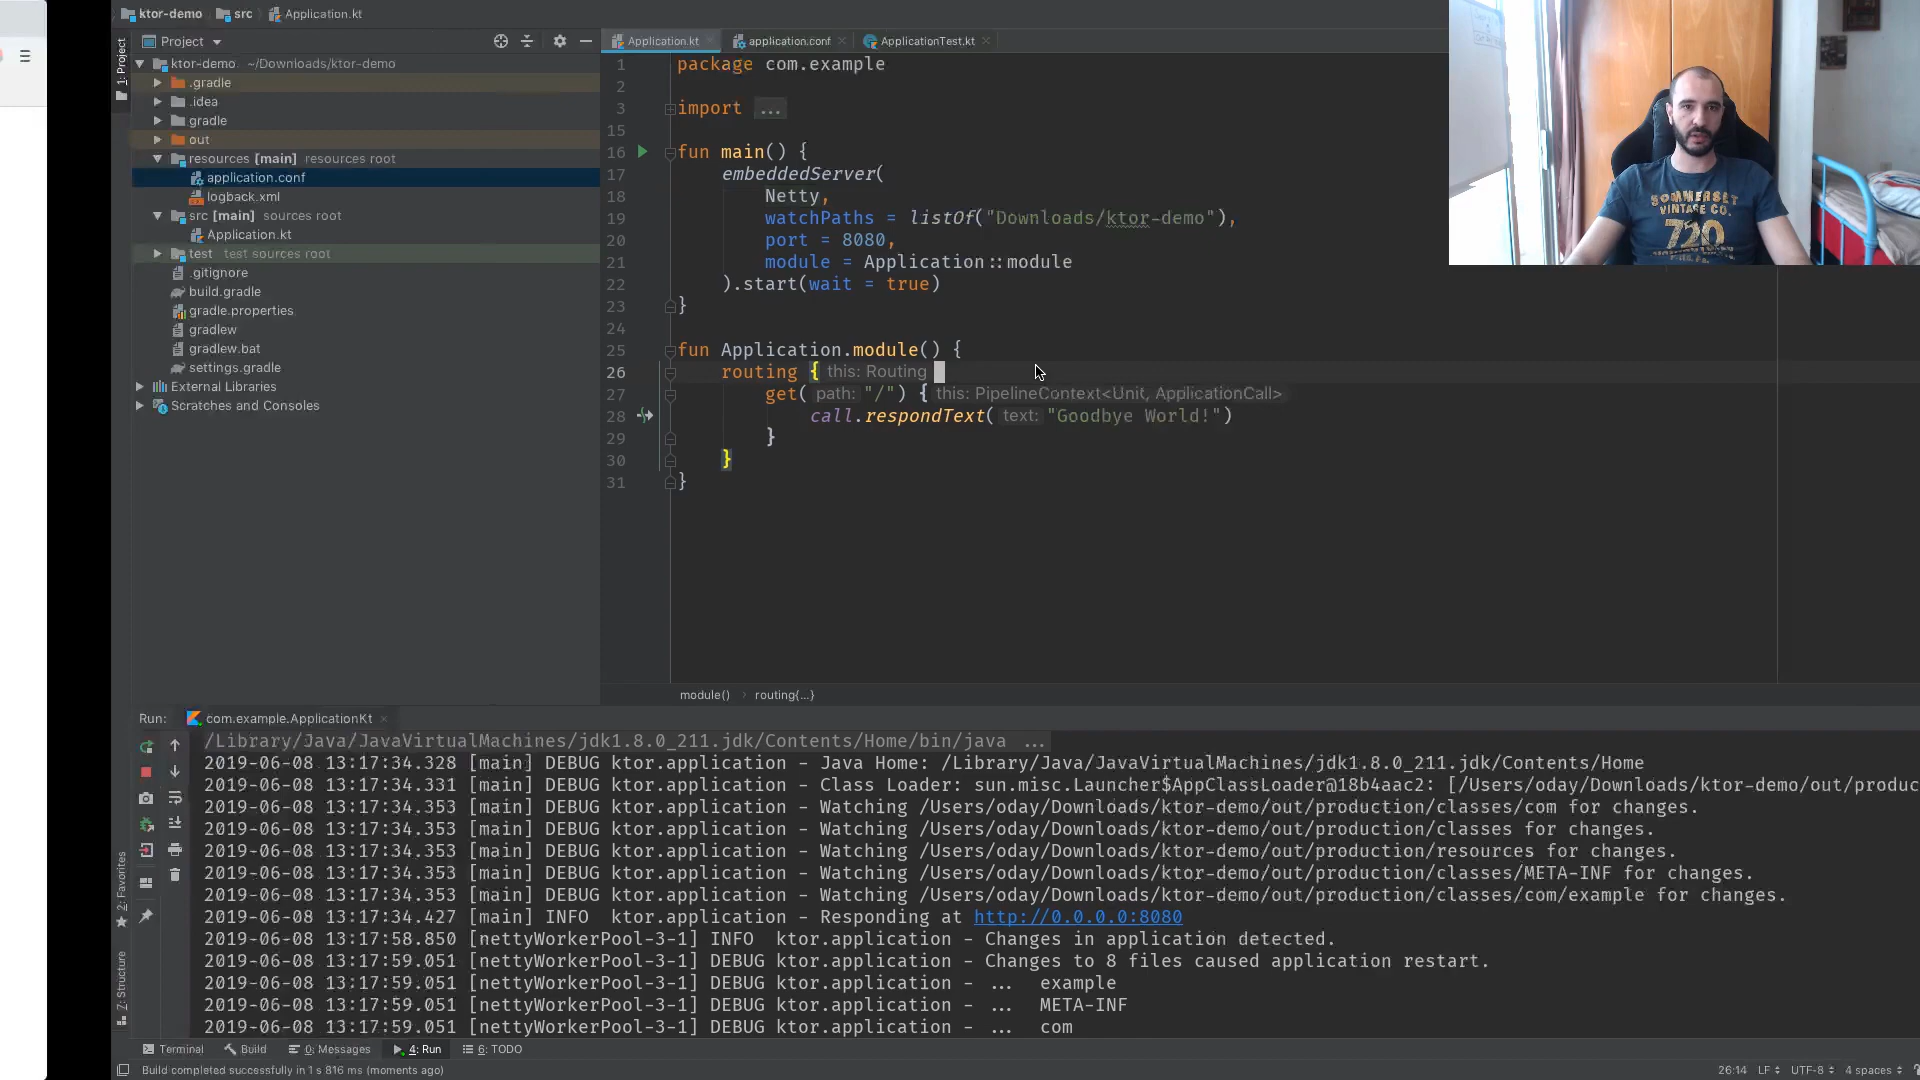 ktor-demo src Application.kt
Project
Application.kt application.conf ApplicationTest.kt
1: Project
ktor-demo ~/Downloads/ktor-demo
.gradle
.idea
gradle
out
resources [main] resources root
application.conf
logback.xml
src [main] sources root
Application.kt
test test sources root
.gitignore
build.gradle
gradle.properties
gradlew
gradlew.bat
settings.gradle
External Libraries
Scratches and Consoles
1 package com.example
2
3 import ...
15
16 fun main() {
17 embeddedServer(
18 Netty,
19 watchPaths = listOf("Downloads/ktor-demo"),
20 port = 8080,
21 module = Application::module
22 ).start(wait = true)
23 }
24
25 fun Application.module() {
26 routing { this: Routing
27 get( path: "/") { this: PipelineContext<Unit, ApplicationCall>
28 call.respondText( text: "Goodbye World!")
29 }
30 }
31 }
module() › routing{...}
SOMMERSET
VINTAGE CO.
720
Run: com.example.ApplicationKt
/Library/Java/JavaVirtualMachines/jdk1.8.0_211.jdk/Contents/Home/bin/java ...
2019-06-08 13:17:34.328 [main] DEBUG ktor.application - Java Home: /Library/Java/JavaVirtualMachines/jdk1.8.0_211.jdk/Contents/Home
2019-06-08 13:17:34.331 [main] DEBUG ktor.application - Class Loader: sun.misc.Launcher$AppClassLoader@18b4aac2: [/Users/oday/Downloads/ktor-demo/out/produc
2019-06-08 13:17:34.353 [main] DEBUG ktor.application - Watching /Users/oday/Downloads/ktor-demo/out/production/classes/com for changes.
2019-06-08 13:17:34.353 [main] DEBUG ktor.application - Watching /Users/oday/Downloads/ktor-demo/out/production/classes for changes.
2019-06-08 13:17:34.353 [main] DEBUG ktor.application - Watching /Users/oday/Downloads/ktor-demo/out/production/resources for changes.
2019-06-08 13:17:34.353 [main] DEBUG ktor.application - Watching /Users/oday/Downloads/ktor-demo/out/production/classes/META-INF for changes.
2019-06-08 13:17:34.353 [main] DEBUG ktor.application - Watching /Users/oday/Downloads/ktor-demo/out/production/classes/com/example for changes.
2019-06-08 13:17:34.427 [main] INFO ktor.application - Responding at http://0.0.0.0:8080
2019-06-08 13:17:58.850 [nettyWorkerPool-3-1] INFO ktor.application - Changes in application detected.
2019-06-08 13:17:59.051 [nettyWorkerPool-3-1] DEBUG ktor.application - Changes to 8 files caused application restart.
2019-06-08 13:17:59.051 [nettyWorkerPool-3-1] DEBUG ktor.application - ... example
2019-06-08 13:17:59.051 [nettyWorkerPool-3-1] DEBUG ktor.application - ... META-INF
2019-06-08 13:17:59.051 [nettyWorkerPool-3-1] DEBUG ktor.application - ... com
2: Favorites
7: Structure
Terminal Build 0: Messages 4: Run 6: TODO
Build completed successfully in 1 s 816 ms (moments ago)
26:14 LF UTF-8 4 spaces